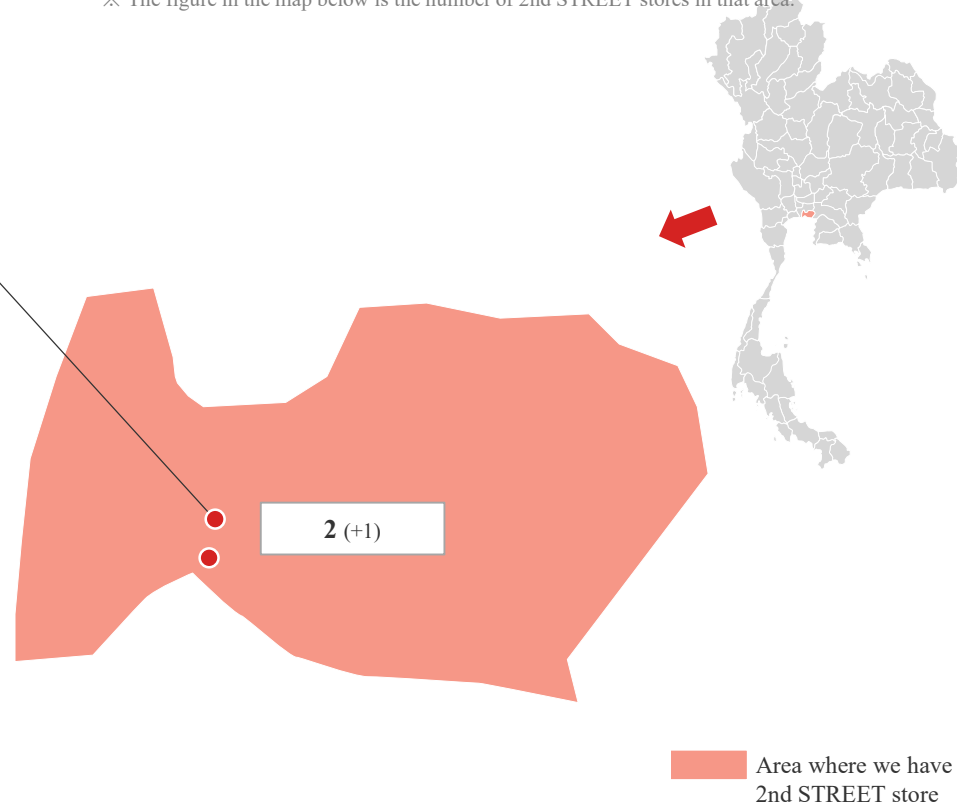 ※ The figure in the map below is the number of 2nd STREET stores in that area.
2 (+1)
Area where we have
2nd STREET store